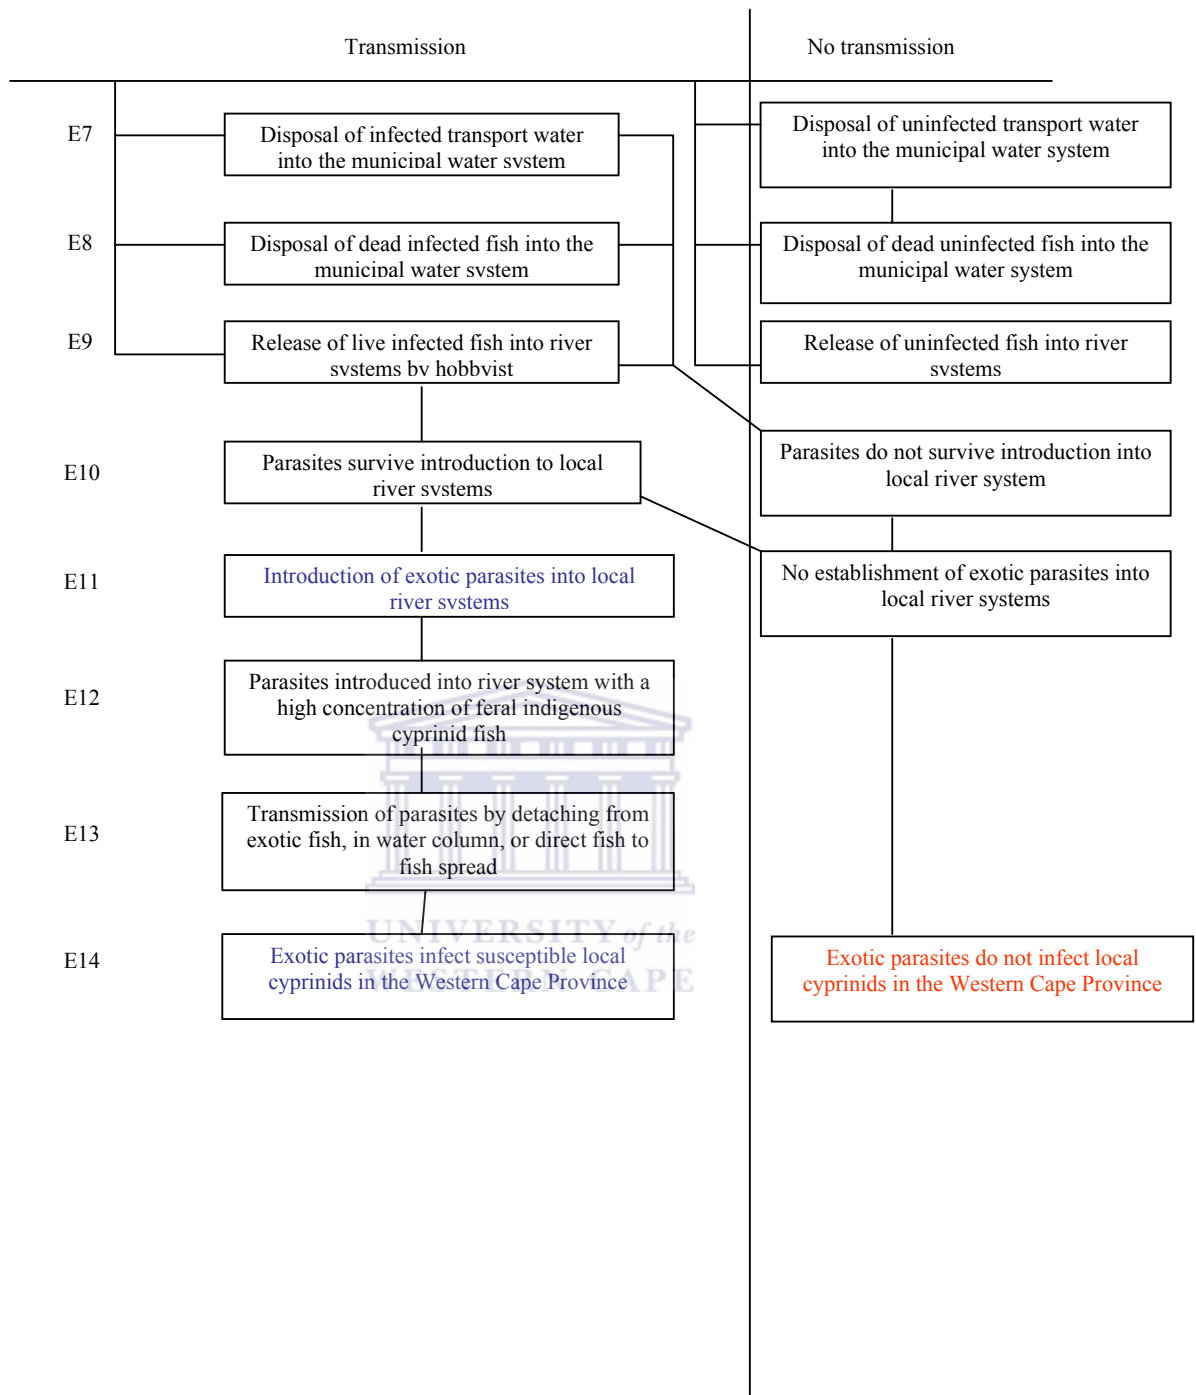 Transmission
No transmission
E7
Disposal of infected transport water
into the municipal water system
Disposal of uninfected transport water
into the municipal water system
E8
Disposal of dead infected fish into the
municipal water system
Disposal of dead uninfected fish into the
municipal water system
E9
Release of live infected fish into river
systems by hobbyist
Release of uninfected fish into river
systems
E10
Parasites survive introduction to local
river systems
Parasites do not survive introduction into
local river system
E11
Introduction of exotic parasites into local
river systems
No establishment of exotic parasites into
local river systems
E12
Parasites introduced into river system with a
high concentration of feral indigenous
cyprinid fish
E13
Transmission of parasites by detaching from
exotic fish, in water column, or direct fish to
fish spread
UNIVERSITY of the
WESTERN CAPE
E14
Exotic parasites infect susceptible local
cyprinids in the Western Cape Province
Exotic parasites do not infect local
cyprinids in the Western Cape Province